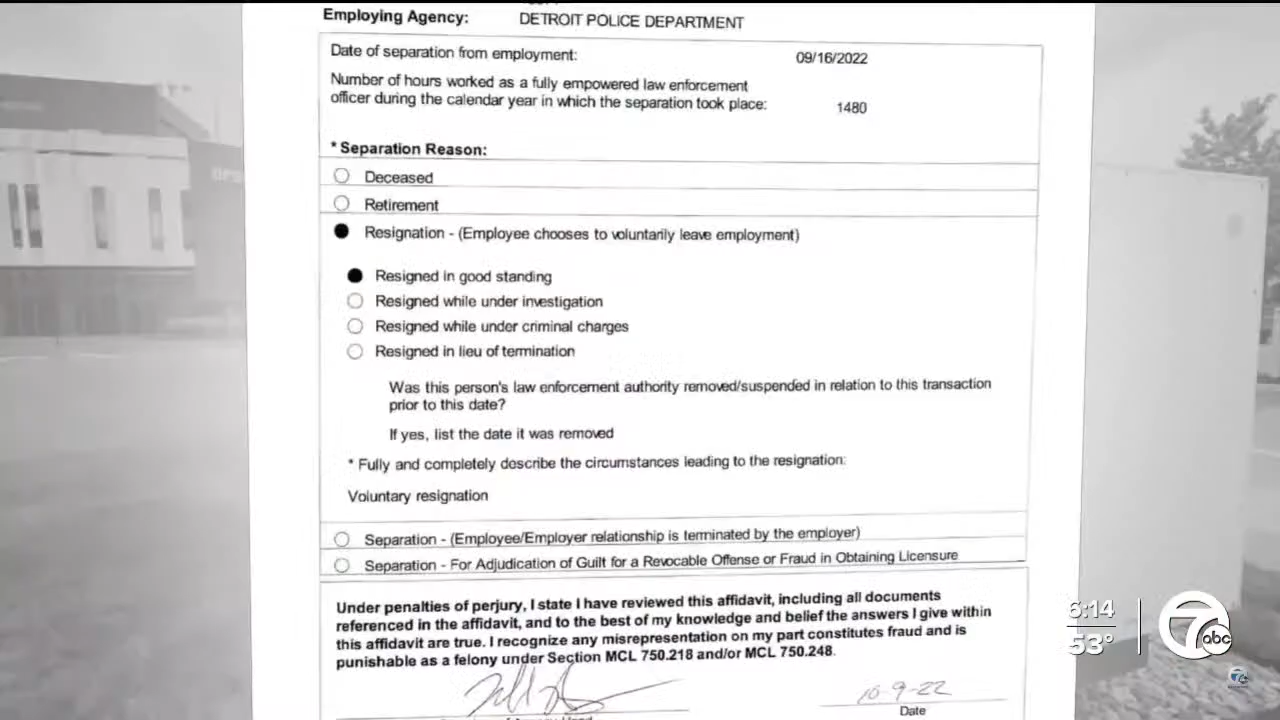 Employing Agency: DETROIT POLICE DEPARTMENT
Date of separation from employment: 09/16/2022
Number of hours worked as a fully empowered law enforcement
officer during the calendar year in which the separation took place: 1480
* Separation Reason:
Deceased
Retirement
Resignation - (Employee chooses to voluntarily leave employment)
Resigned in good standing
Resigned while under investigation
Resigned while under criminal charges
Resigned in lieu of termination
Was this person's law enforcement authority removed/suspended in relation to this transaction
prior to this date?
If yes, list the date it was removed
* Fully and completely describe the circumstances leading to the resignation:
Voluntary resignation
Separation - (Employee/Employer relationship is terminated by the employer)
Separation - For Adjudication of Guilt for a Revocable Offense or Fraud in Obtaining Licensure
Under penalties of perjury, I state I have reviewed this affidavit, including all documents
referenced in the affidavit, and to the best of my knowledge and belief the answers I give within
this affidavit are true. I recognize any misrepresentation on my part constitutes fraud and is
punishable as a felony under Section MCL 750.218 and/or MCL 750.248.
10-9-22
Date
6:14
53°
7 abc